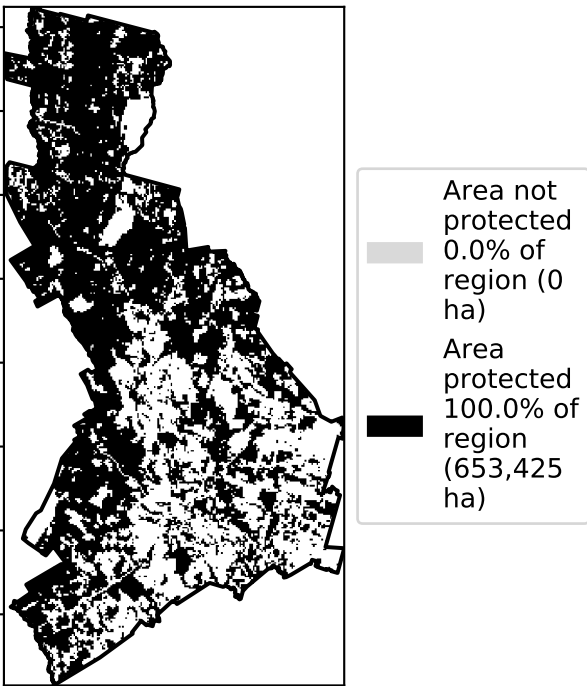 Area not
protected
0.0% of
region (0
ha)
Area
protected
100.0% of
region
(653,425
ha)